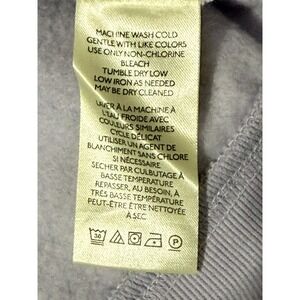 MACHINE WASH COLD
GENTLE WITH LIKE COLORS
USE ONLY NON-CHLORINE
BLEACH
TUMBLE DRY LOW
LOW IRON AS NEEDED
MAY BE DRY CLEANED
LAVER À LA MACHINE À
L'EAU FROIDE AVEC
COULEURS SIMILAIRES
CYCLE DÉLICAT
UTILISER UN AGENT DE
BLANCHIMENT SANS CHLORE
SI NÉCESSAIRE
SÉCHER PAR CULBUTAGE À
BASSE TEMPÉRATURE
REPASSER, AU BESOIN, À
TRÈS BASSE TEMPÉRATURE
PEUT-ÊTRE ÊTRE NETTOYÉE
À SEC
30
P